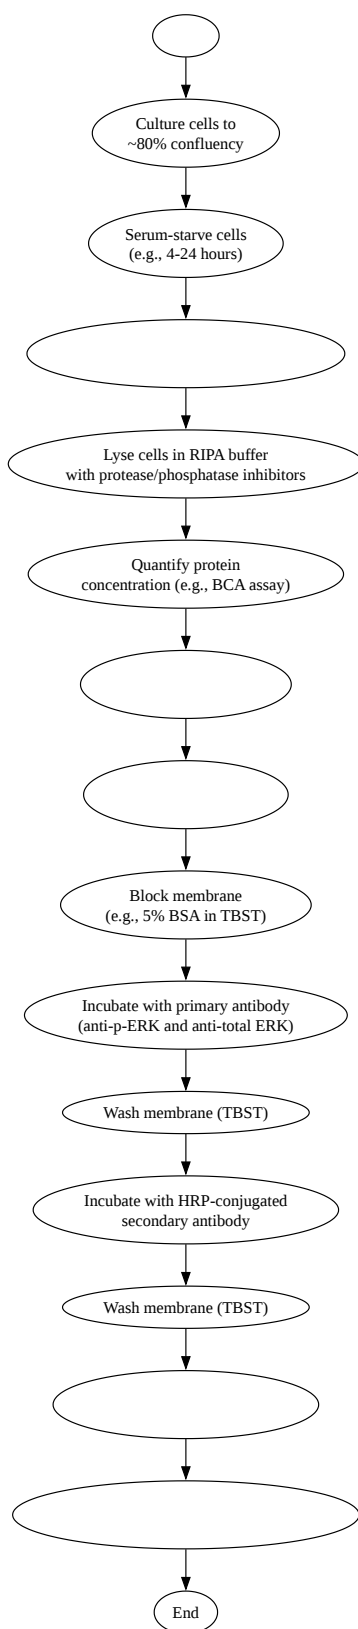 Culture cells to
~80% confluency
Serum-starve cells
(e.g., 4-24 hours)
Lyse cells in RIPA buffer
with protease/phosphatase inhibitors
Quantify protein
concentration (e.g., BCA assay)
Block membrane
(e.g., 5% BSA in TBST)
Incubate with primary antibody
(anti-p-ERK and anti-total ERK)
Wash membrane (TBST)
Incubate with HRP-conjugated
secondary antibody
Wash membrane (TBST)
End